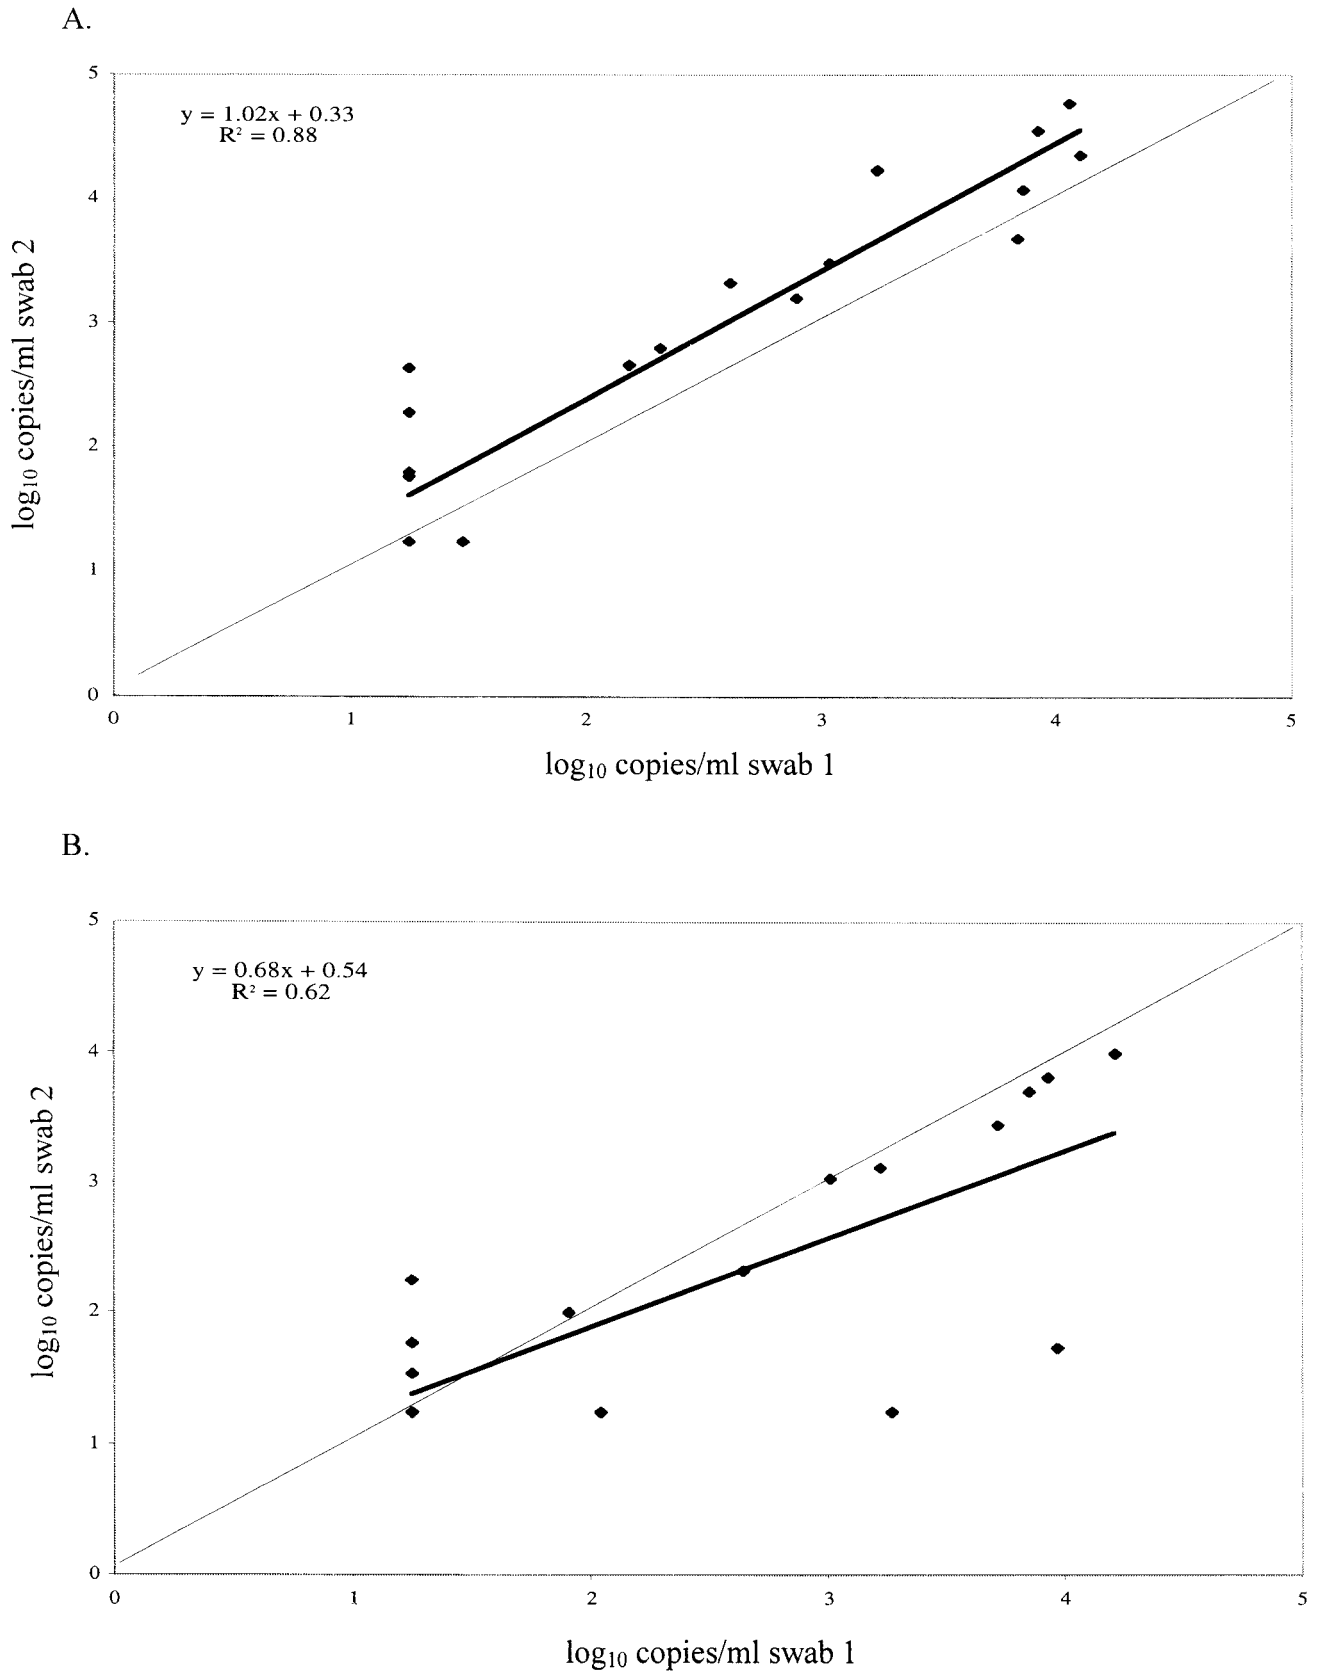 A.
5
y = 1.02x + 0.33
R² = 0.88
4
3
2
1
0
log₁₀ copies/ml swab 2
0 1 2 3 4 5
log₁₀ copies/ml swab 1
B.
5
y = 0.68x + 0.54
R² = 0.62
4
3
2
1
0
log₁₀ copies/ml swab 2
0 1 2 3 4 5
log₁₀ copies/ml swab 1